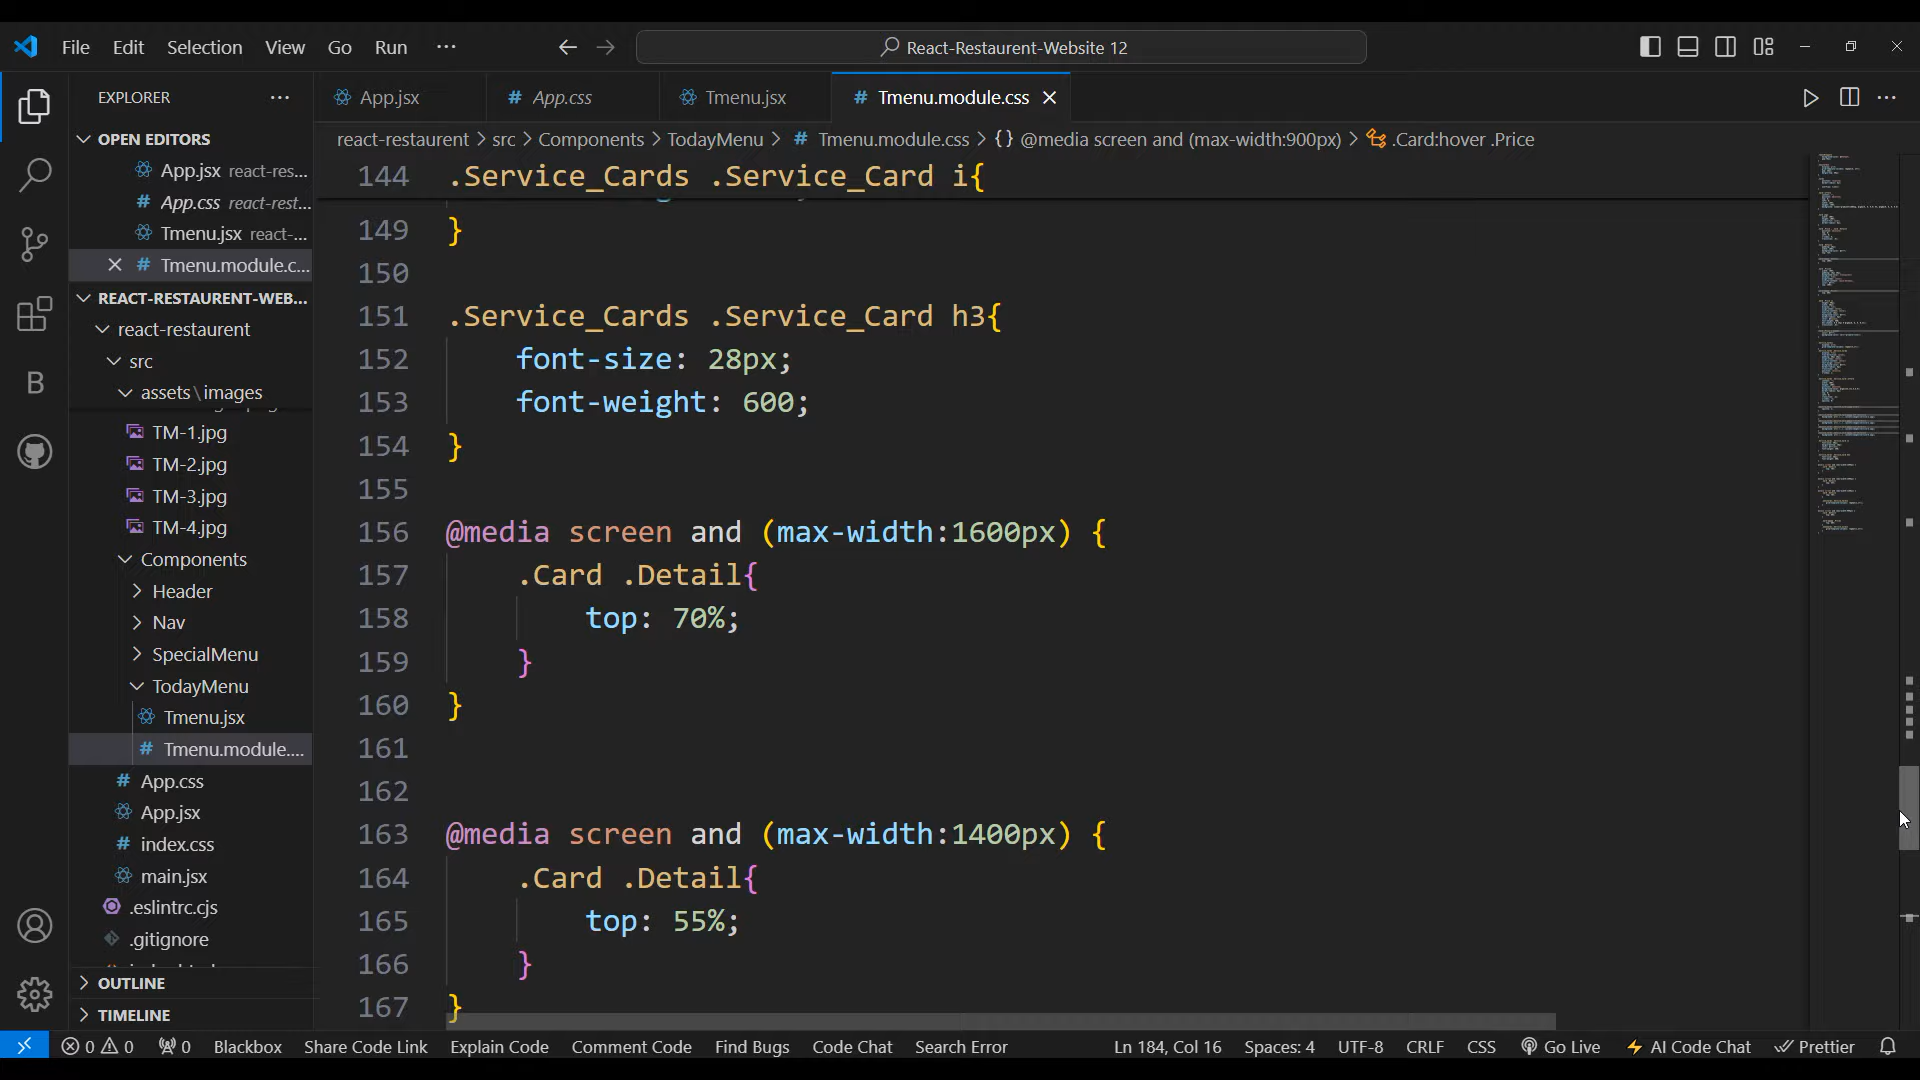 File Edit Selection View Go Run ···
React-Restaurent-Website 12
EXPLORER ···
App.jsx App.css Tmenu.jsx Tmenu.module.css
react-restaurent > src > Components > TodayMenu > # Tmenu.module.css > {} @media screen and (max-width:900px) > .Card:hover .Price
OPEN EDITORS
App.jsx react-res...
# App.css react-rest...
Tmenu.jsx react-...
# Tmenu.module.c...
REACT-RESTAURENT-WEB...
react-restaurent
src
assets\images
TM-1.jpg
TM-2.jpg
TM-3.jpg
TM-4.jpg
Components
Header
Nav
SpecialMenu
TodayMenu
Tmenu.jsx
# Tmenu.module....
# App.css
App.jsx
# index.css
main.jsx
.eslintrc.cjs
.gitignore
OUTLINE
TIMELINE
144 .Service_Cards .Service_Card i{
149 }
150
151 .Service_Cards .Service_Card h3{
152 font-size: 28px;
153 font-weight: 600;
154 }
155
156 @media screen and (max-width:1600px) {
157 .Card .Detail{
158 top: 70%;
159 }
160 }
161
162
163 @media screen and (max-width:1400px) {
164 .Card .Detail{
165 top: 55%;
166 }
167 }
0 0 0 Blackbox Share Code Link Explain Code Comment Code Find Bugs Code Chat Search Error Ln 184, Col 16 Spaces: 4 UTF-8 CRLF CSS Go Live AI Code Chat Prettier